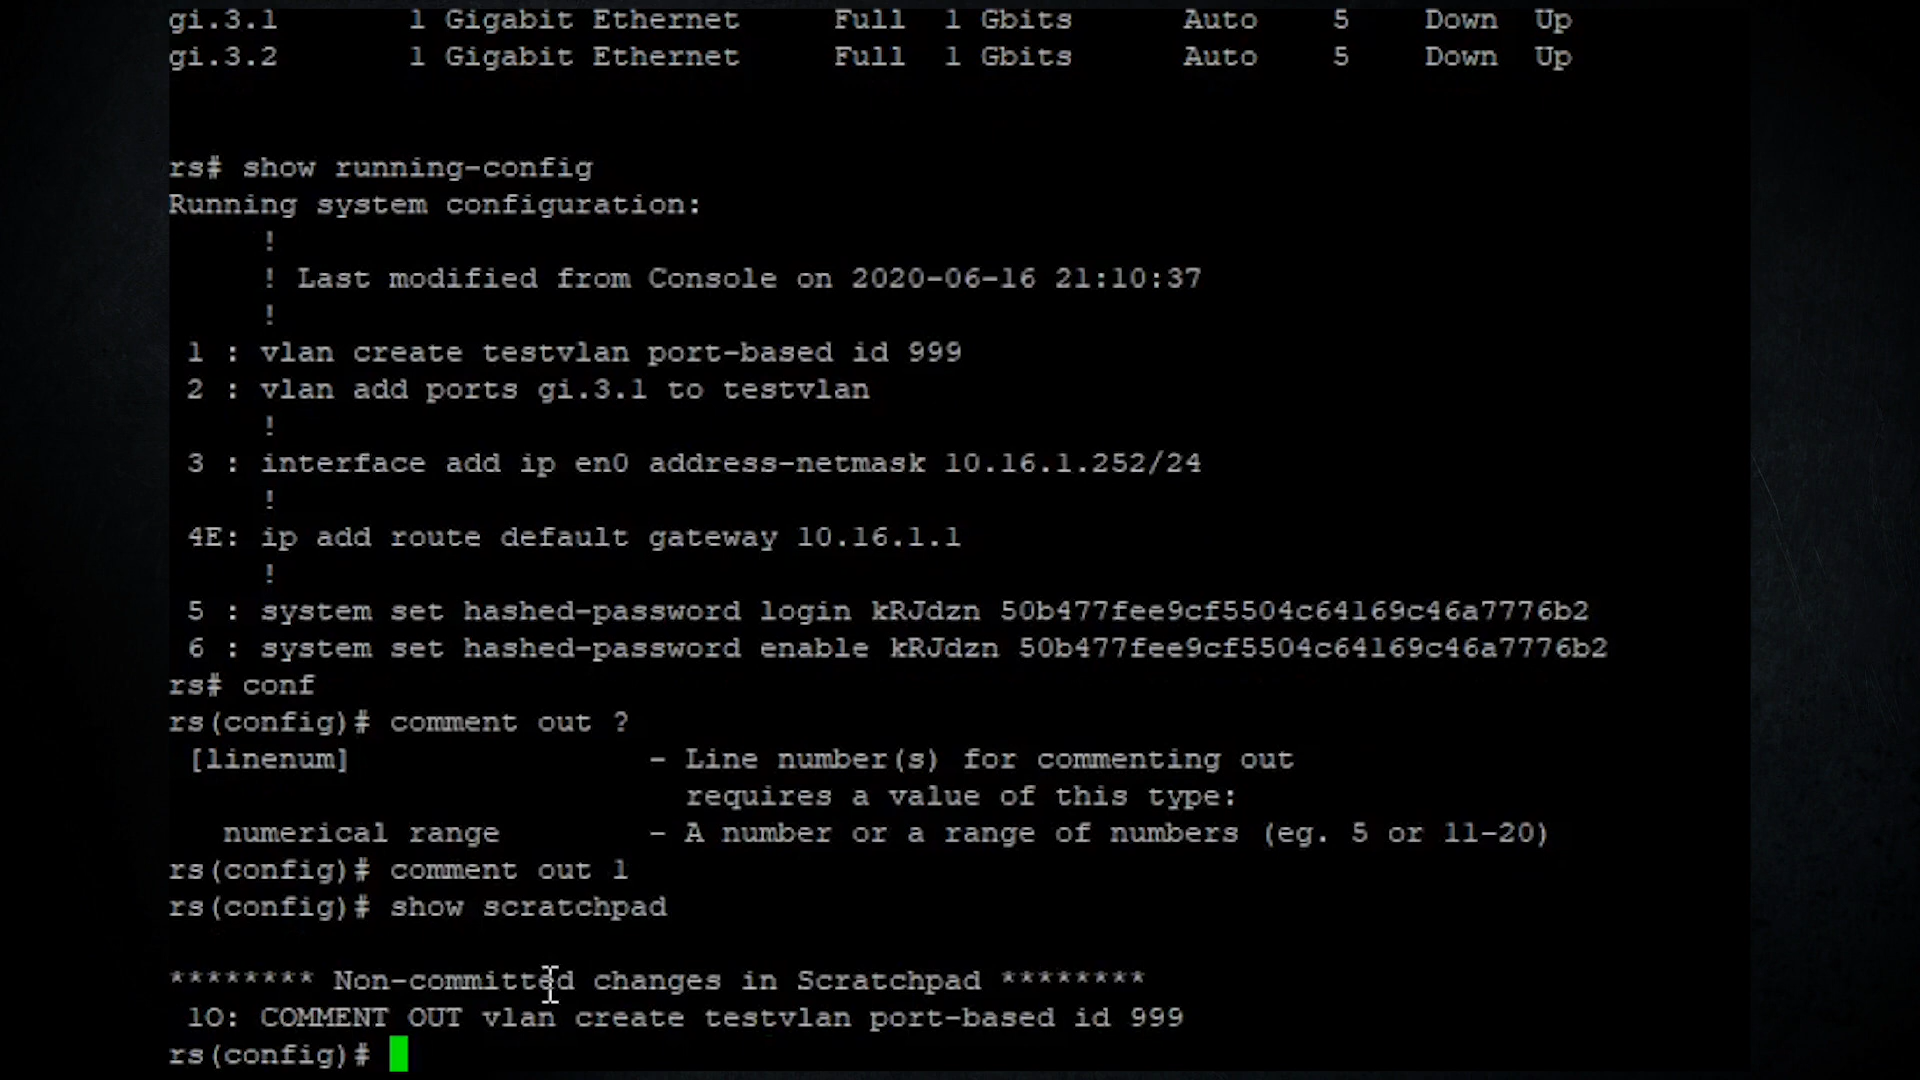 gi.3.1 1 Gigabit Ethernet Full 1 Gbits Auto 5 Down Up
gi.3.2 1 Gigabit Ethernet Full 1 Gbits Auto 5 Down Up
rs# show running-config
Running system configuration:
!
! Last modified from Console on 2020-06-16 21:10:37
!
1 : vlan create testvlan port-based id 999
2 : vlan add ports gi.3.1 to testvlan
!
3 : interface add ip en0 address-netmask 10.16.1.252/24
!
4E: ip add route default gateway 10.16.1.1
!
5 : system set hashed-password login kRJdzn 50b477fee9cf5504c64169c46a7776b2
6 : system set hashed-password enable kRJdzn 50b477fee9cf5504c64169c46a7776b2
rs# conf
rs(config)# comment out ?
[linenum] - Line number(s) for commenting out
requires a value of this type:
numerical range - A number or a range of numbers (eg. 5 or 11-20)
rs(config)# comment out 1
rs(config)# show scratchpad
******** Non-committed changes in Scratchpad ********
1O: COMMENT OUT vlan create testvlan port-based id 999
rs(config)#